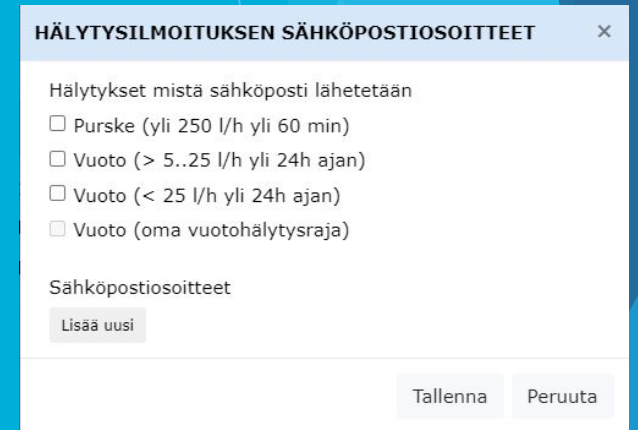 HÄLYTYSILMOITUKSEN SÄHKÖPOSTIOSOITTEET ×
Hälytykset mistä sähköposti lähetetään
Purske (yli 250 l/h yli 60 min)
Vuoto (> 5..25 l/h yli 24h ajan)
Vuoto (< 25 l/h yli 24h ajan)
Vuoto (oma vuotohälytysraja)
Sähköpostiosoitteet
Lisää uusi
Tallenna Peruuta